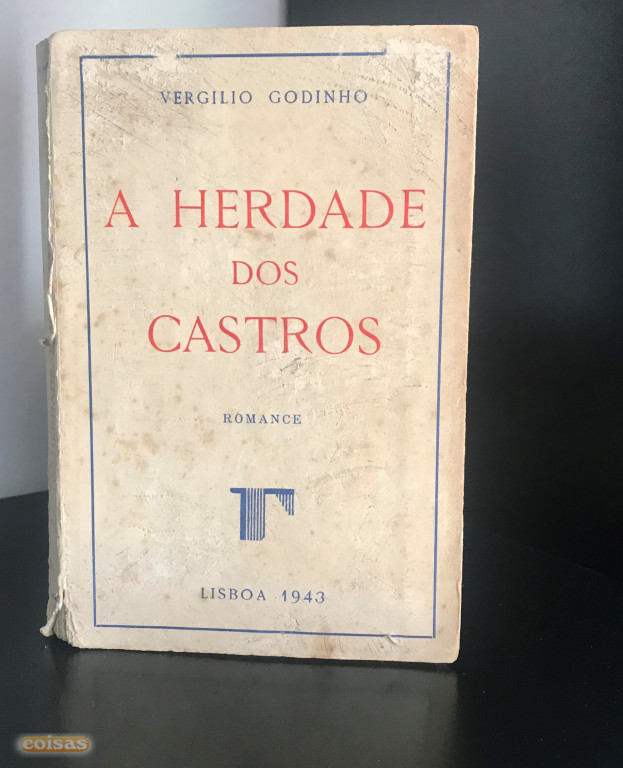 VERGILIO GODINHO
A HERDADE
DOS
CASTROS
ROMANCE
LISBOA 1943
coisas